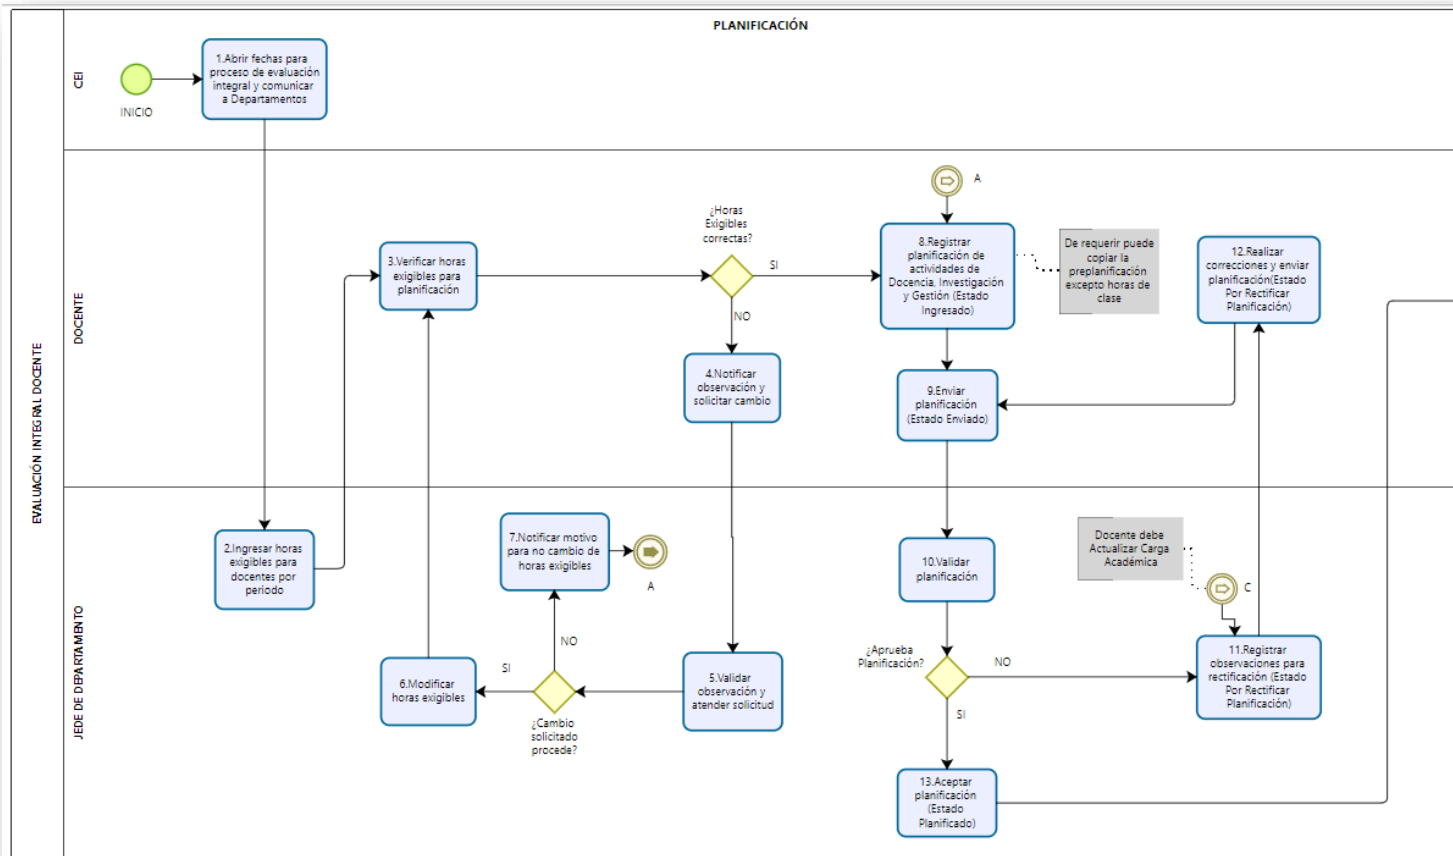 PLANIFICACIÓN
EVALUACIÓN INTEGRAL DOCENTE
CEI
INICIO
1.Abrir fechas para
proceso de evaluación
integral y comunicar
a Departamentos
DOCENTE
3.Verificar horas
exigibles para
planificación
¿Horas
Exigibles
correctas?
SI
NO
4.Notificar
observación y
solicitar cambio
A
8.Registrar
planificación de
actividades de
Docencia, Investigación
y Gestión (Estado
Ingresado)
De requerir puede
copiar la
preplanificación
excepto horas de
clase
9.Enviar
planificación
(Estado Enviado)
12.Realizar
correcciones y enviar
planificación(Estado
Por Rectificar
Planificación)
JEDE DE DEPARTAMENTO
2.Ingresar horas
exigibles para
docentes por
periodo
7.Notificar motivo
para no cambio de
horas exigibles
A
NO
SI
6.Modificar
horas exigibles
¿Cambio
solicitado
procede?
5.Validar
observación y
atender solicitud
10.Validar
planificación
¿Aprueba
Planificación?
NO
SI
Docente debe
Actualizar Carga
Académica
C
11.Registrar
observaciones para
rectificación (Estado
Por Rectificar
Planificación)
13.Aceptar
planificación
(Estado
Planificado)